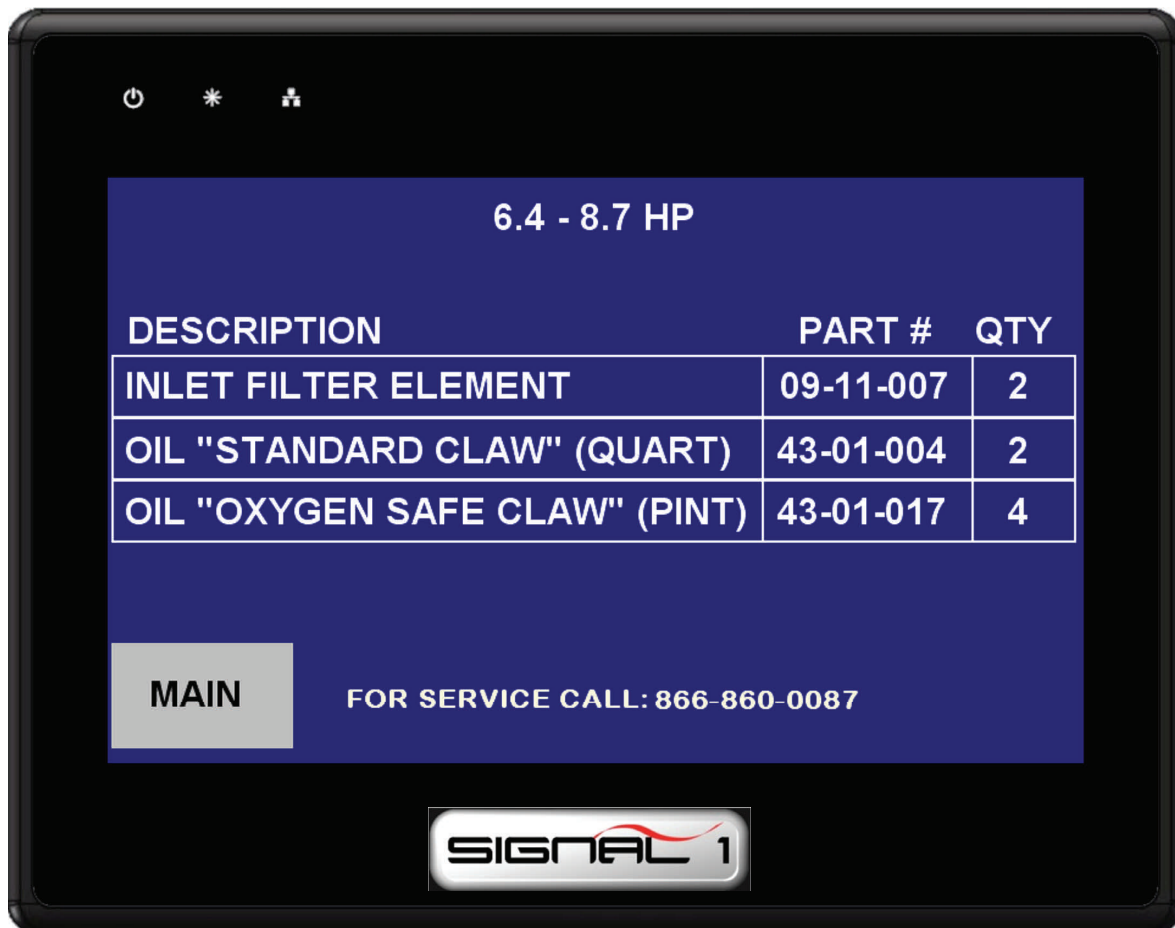 6.4 - 8.7 HP
DESCRIPTION PART # QTY
INLET FILTER ELEMENT 09-11-007 2
OIL "STANDARD CLAW" (QUART) 43-01-004 2
OIL "OXYGEN SAFE CLAW" (PINT) 43-01-017 4
MAIN FOR SERVICE CALL: 866-860-0087
SIGNAL 1